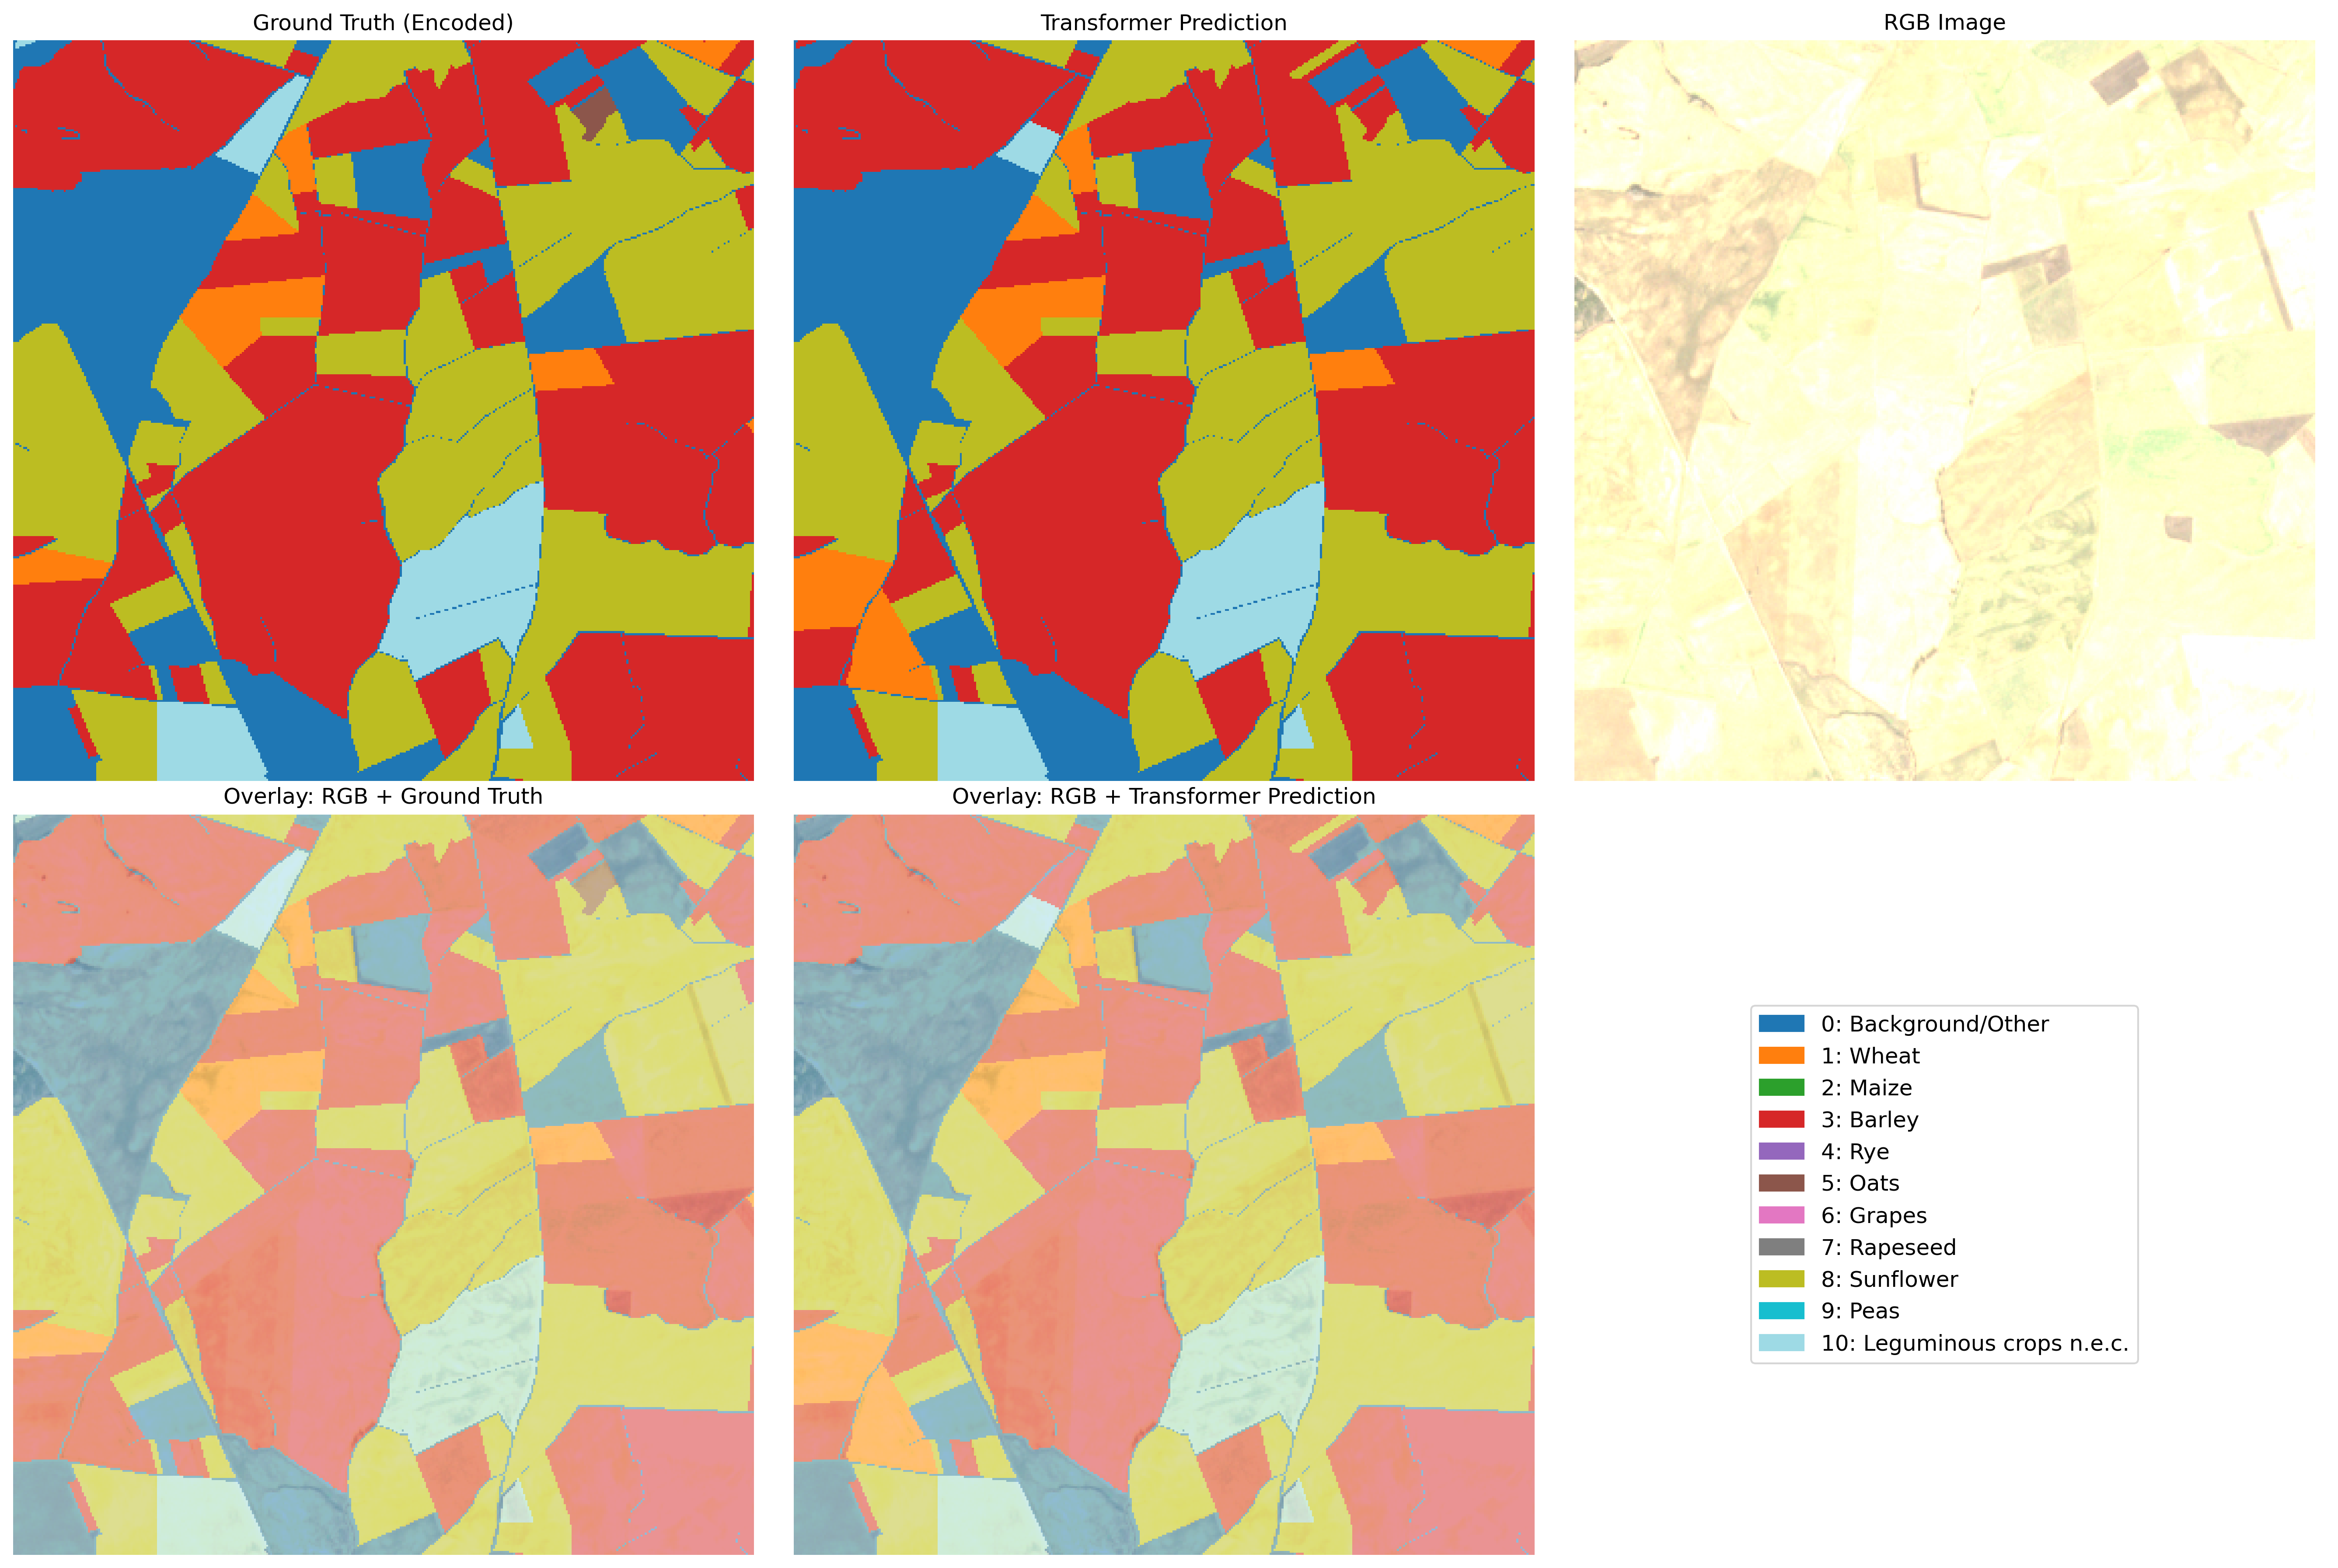 Ground Truth (Encoded)
Transformer Prediction
RGB Image
Overlay: RGB + Ground Truth
Overlay: RGB + Transformer Prediction
0: Background/Other
1: Wheat
2: Maize
3: Barley
4: Rye
5: Oats
6: Grapes
7: Rapeseed
8: Sunflower
9: Peas
10: Leguminous crops n.e.c.